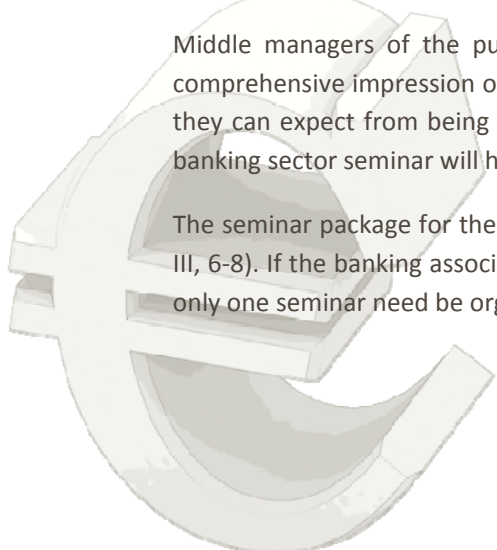 Middle managers of the pu
comprehensive impression o
they can expect from being
banking sector seminar will h
The seminar package for the
III, 6-8). If the banking associ
only one seminar need be org